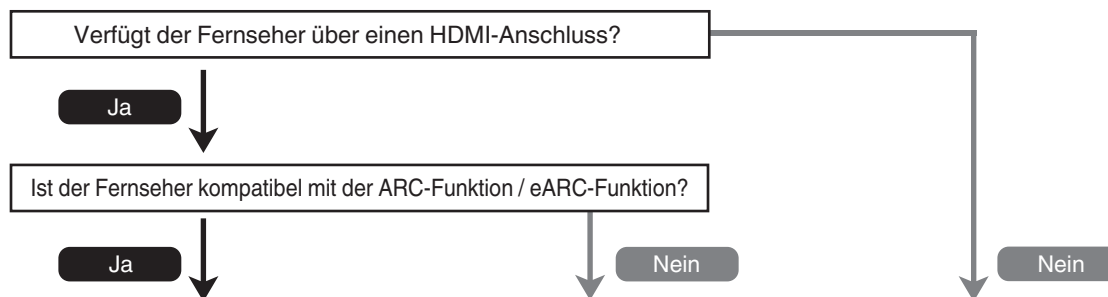 Verfügt der Fernseher über einen HDMI-Anschluss?
Ja
Ist der Fernseher kompatibel mit der ARC-Funktion / eARC-Funktion?
Ja
Nein
Nein